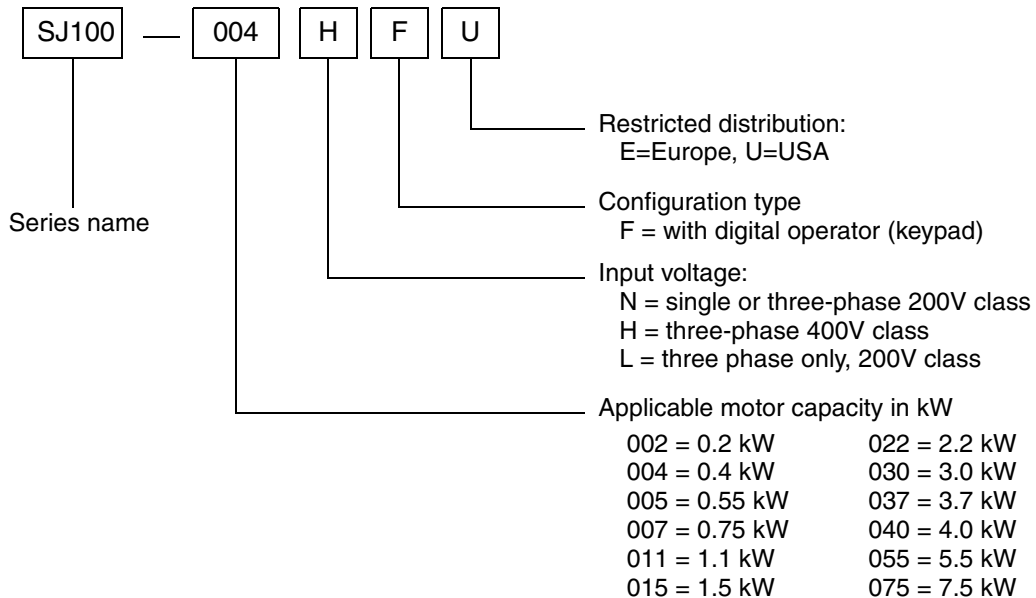 SJ100 — 004 H F U
Restricted distribution:
E=Europe, U=USA
Series name
Configuration type
F = with digital operator (keypad)
Input voltage:
N = single or three-phase 200V class
H = three-phase 400V class
L = three phase only, 200V class
Applicable motor capacity in kW
002 = 0.2 kW 022 = 2.2 kW
004 = 0.4 kW 030 = 3.0 kW
005 = 0.55 kW 037 = 3.7 kW
007 = 0.75 kW 040 = 4.0 kW
011 = 1.1 kW 055 = 5.5 kW
015 = 1.5 kW 075 = 7.5 kW